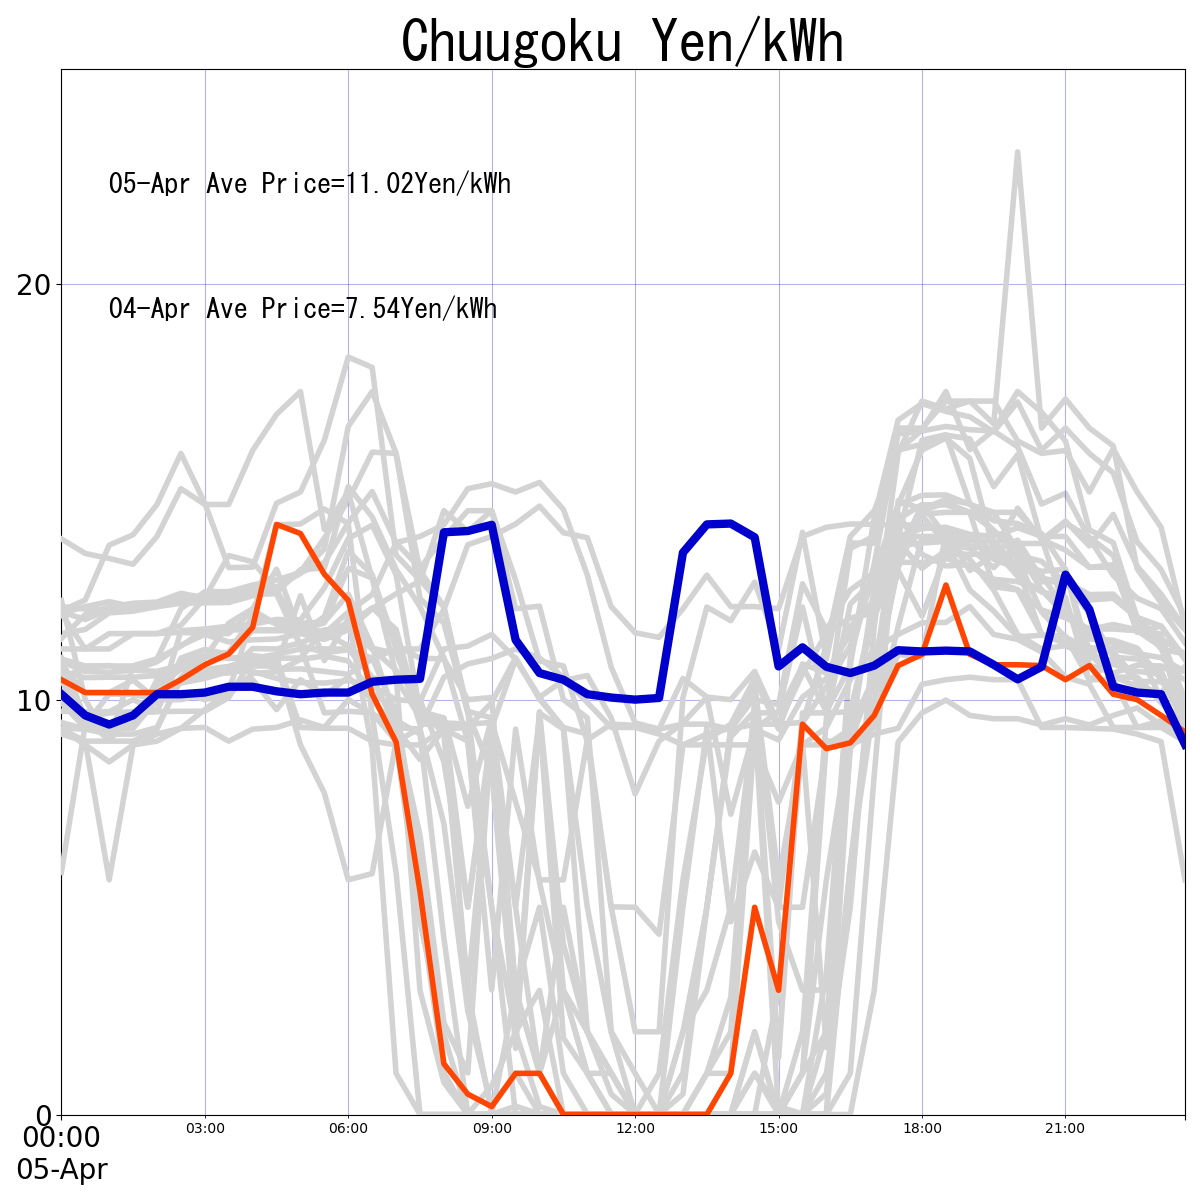 Chuugoku Yen/kWh
05-Apr Ave Price=11.02Yen/kWh
04-Apr Ave Price=7.54Yen/kWh
20
10
0
00:00 03:00 06:00 09:00 12:00 15:00 18:00 21:00
05-Apr